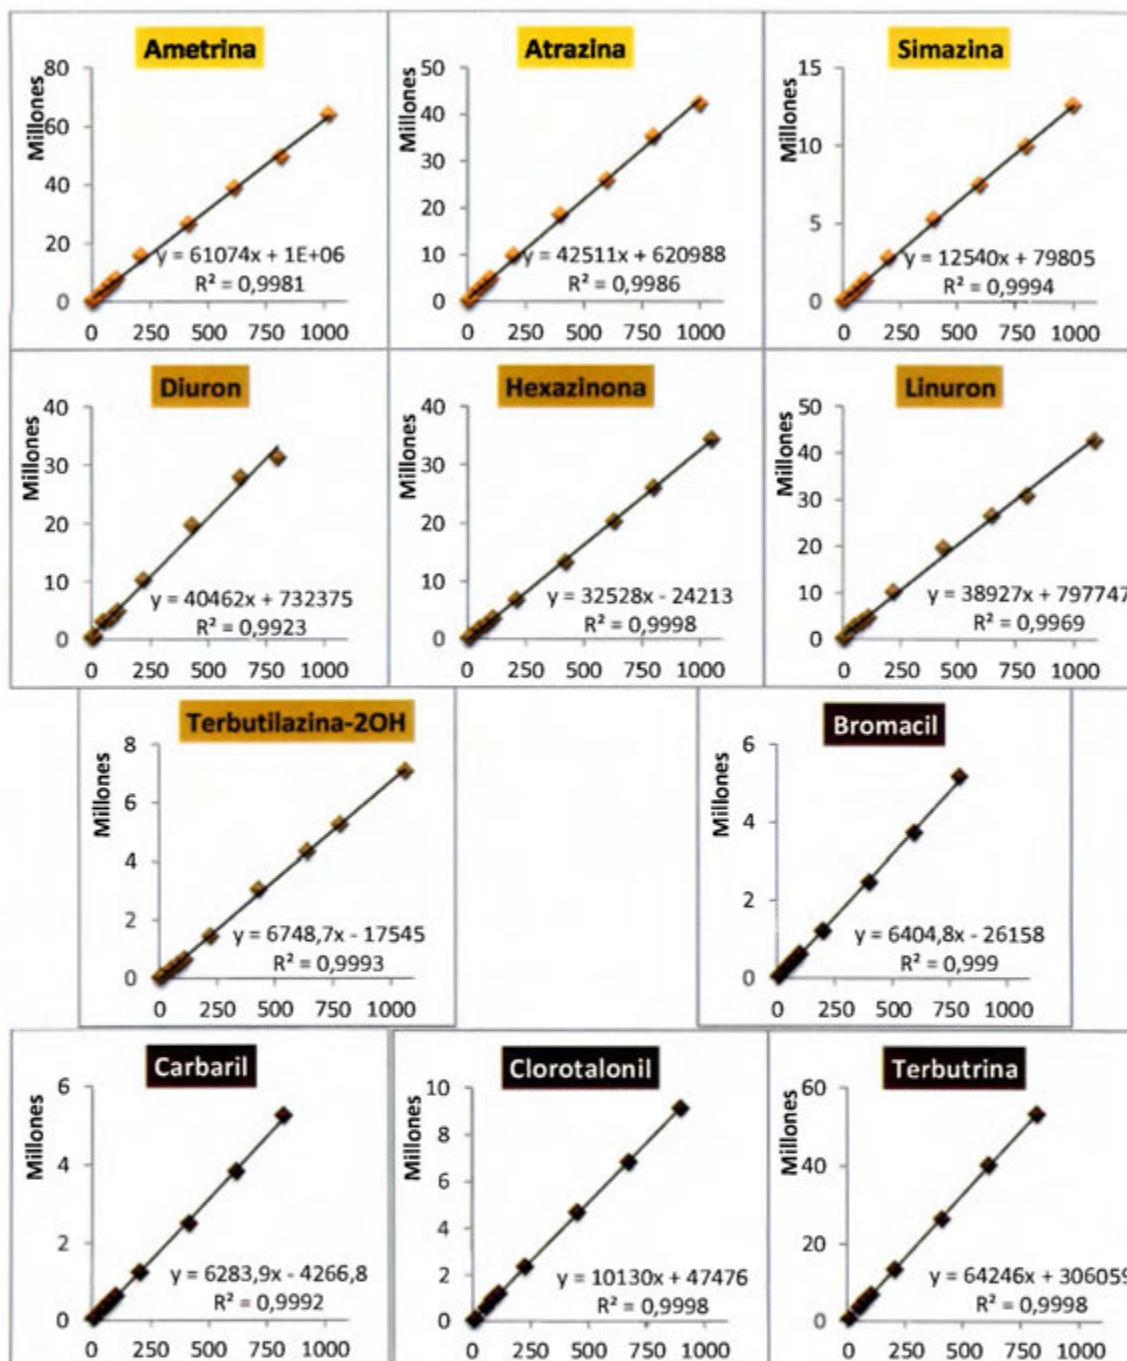 Ametrina
Millones
80
60
40
20
0
y = 61074x + 1E+06
R² = 0,9981
0 250 500 750 1000
Atrazina
Millones
50
40
30
20
10
0
y = 42511x + 620988
R² = 0,9986
0 250 500 750 1000
Simazina
Millones
15
10
5
0
y = 12540x + 79805
R² = 0,9994
0 250 500 750 1000
Diuron
Millones
40
30
20
10
0
y = 40462x + 732375
R² = 0,9923
0 250 500 750 1000
Hexazinona
Millones
40
30
20
10
0
y = 32528x - 24213
R² = 0,9998
0 250 500 750 1000
Linuron
Millones
50
40
30
20
10
0
y = 38927x + 797747
R² = 0,9969
0 250 500 750 1000
Terbutilazina-2OH
Millones
8
6
4
2
0
y = 6748,7x - 17545
R² = 0,9993
0 250 500 750 1000
Bromacil
Millones
6
4
2
0
y = 6404,8x - 26158
R² = 0,999
0 250 500 750 1000
Carbaril
Millones
6
4
2
0
y = 6283,9x - 4266,8
R² = 0,9992
0 250 500 750 1000
Clorotalonil
Millones
10
8
6
4
2
0
y = 10130x + 47476
R² = 0,9998
0 250 500 750 1000
Terbutrina
Millones
60
40
20
0
y = 64246x + 306059
R² = 0,9998
0 250 500 750 1000